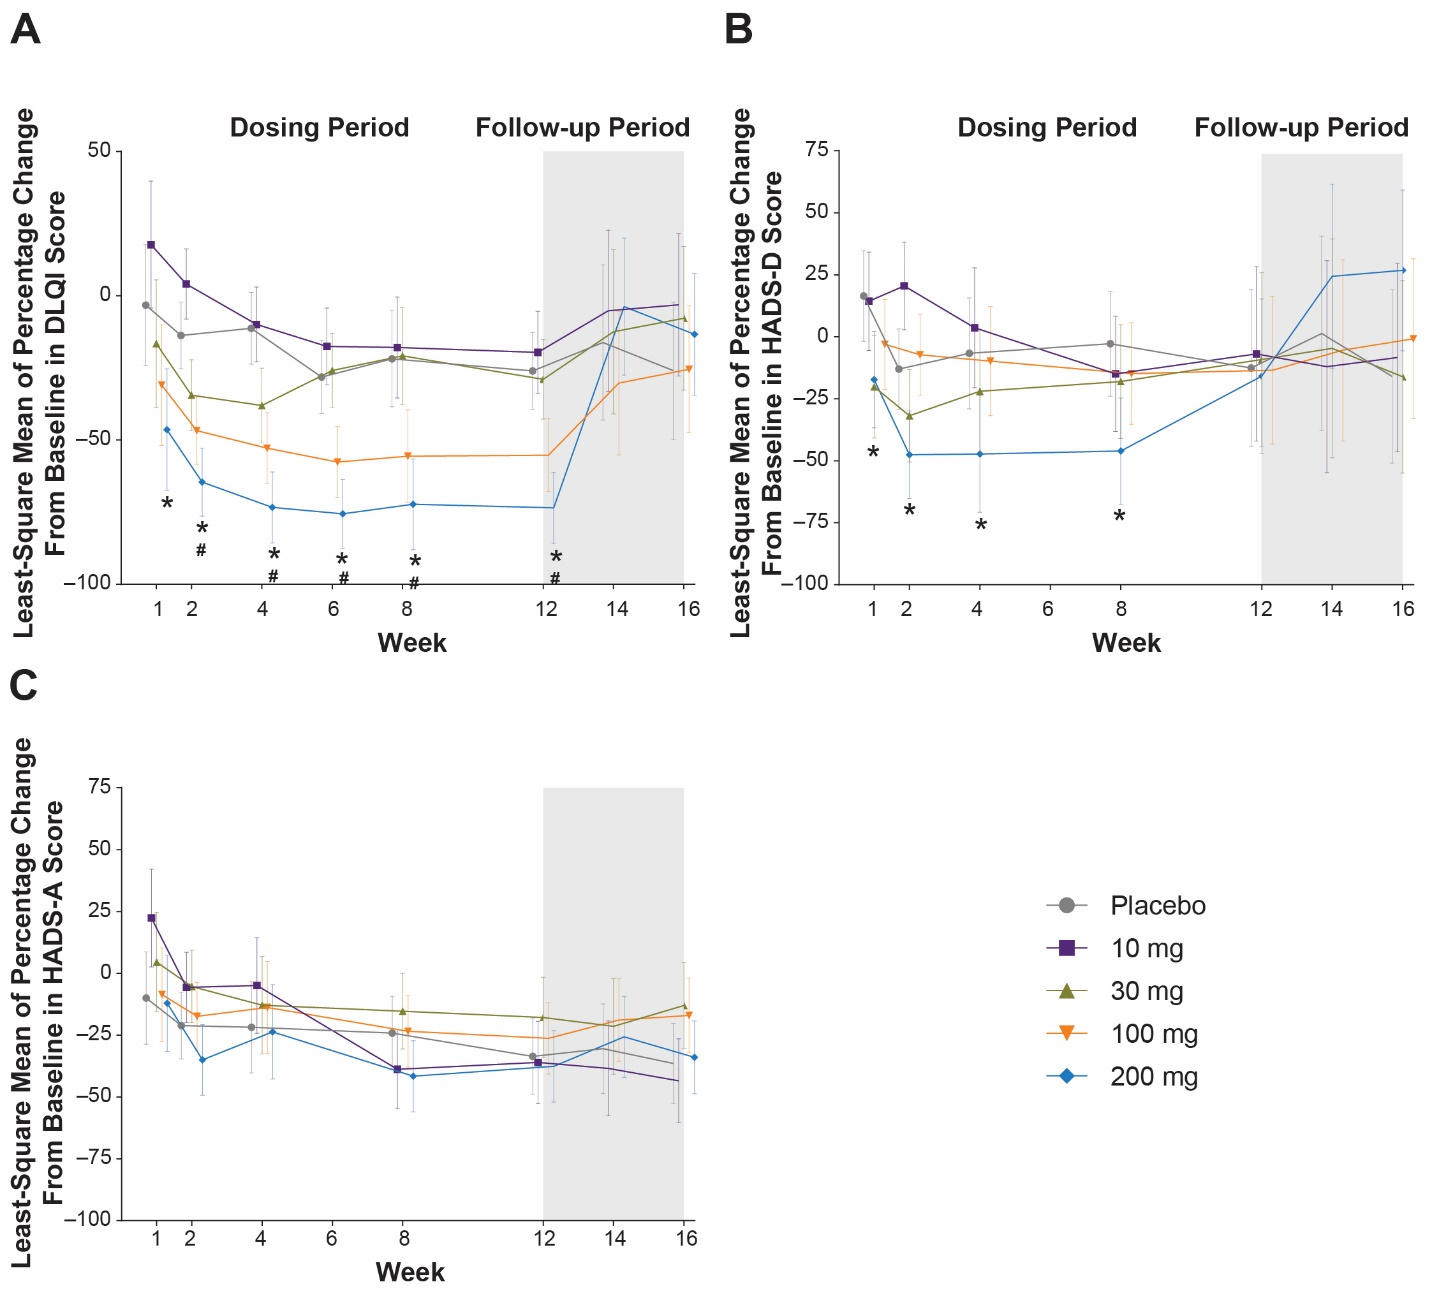 A
Least-Square Mean of Percentage Change
From Baseline in DLQI Score
Dosing Period
Follow-up Period
50
0
−50
−100
*
*
#
*
#
*
#
*
#
*
#
1 2 4 6 8 12 14 16
Week
B
Least-Square Mean of Percentage Change
From Baseline in HADS-D Score
Dosing Period
Follow-up Period
75
50
25
0
−25
−50
−75
−100
*
*
*
*
1 2 4 6 8 12 14 16
Week
C
Least-Square Mean of Percentage Change
From Baseline in HADS-A Score
75
50
25
0
−25
−50
−75
−100
1 2 4 6 8 12 14 16
Week
Placebo
10 mg
30 mg
100 mg
200 mg